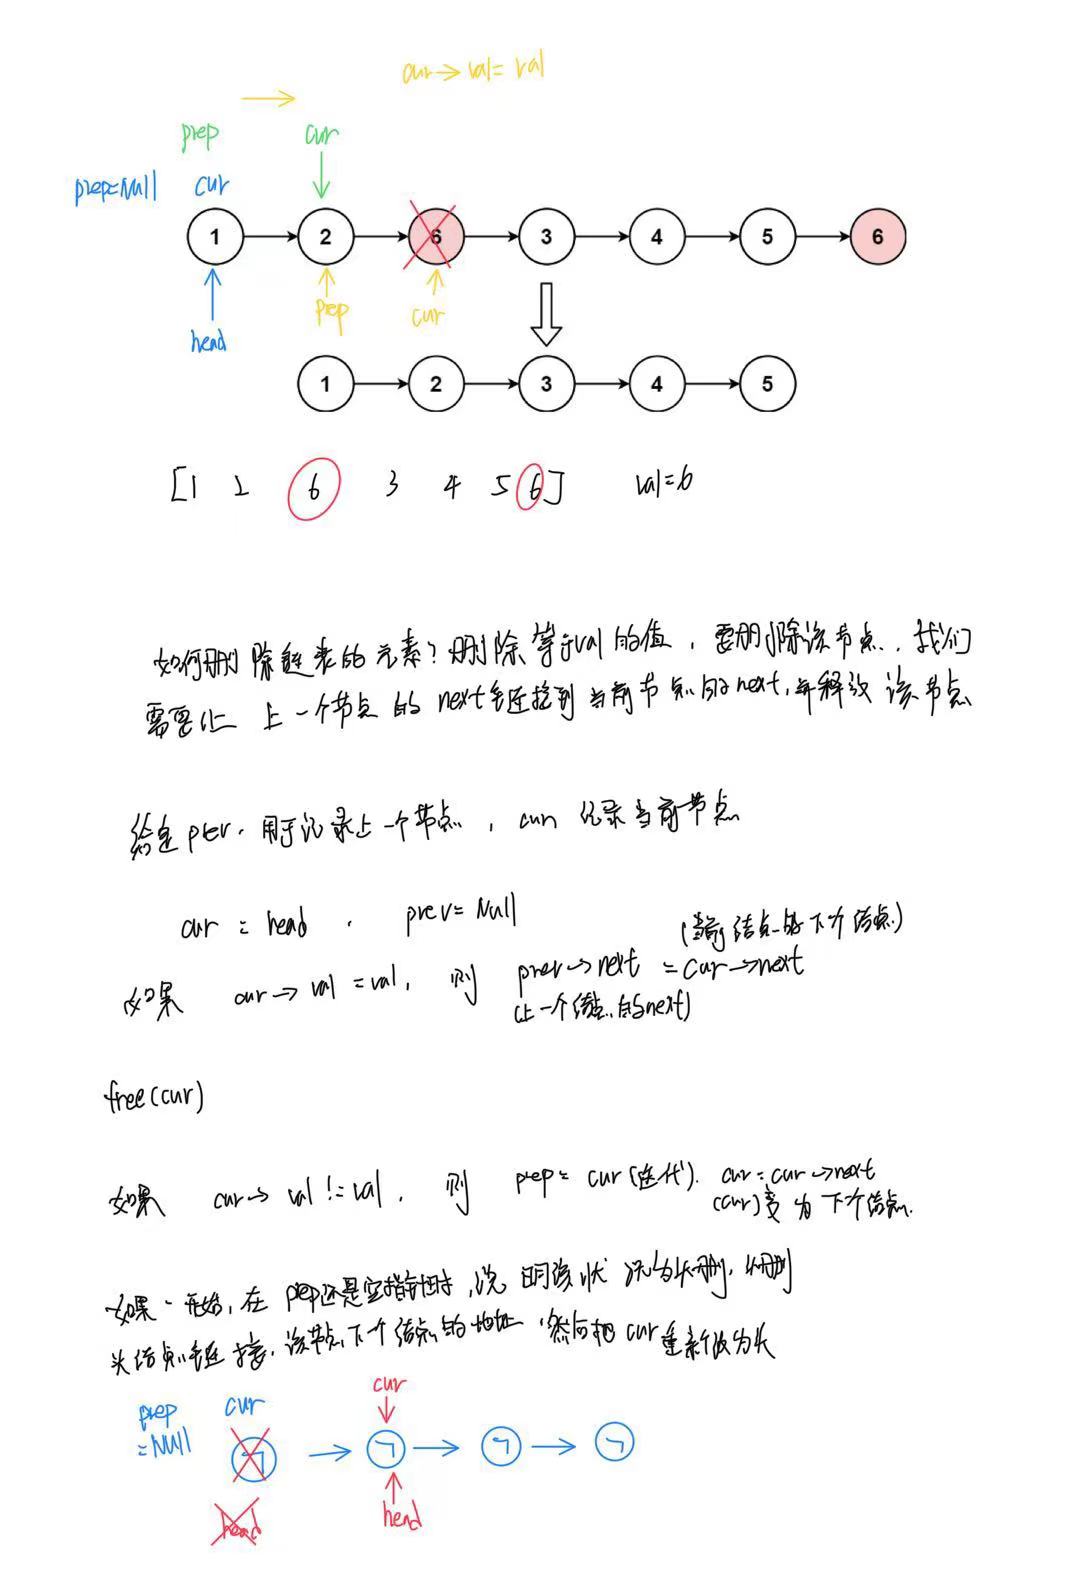 cur→val=val
prep
cur
prep=Null
cur
1 2 6 3 4 5 6
prep
cur
head
1 2 3 4 5
[1 2 6 3 4 5 6] val=6
如何删除链表的元素？删除等于val的值，要删除该节点，我们
需要让上一个节点的next链接到当前节点的next，并释放该节点
给定prev，用于记录上一个节点，cur记录当前节点
cur = head , prev=Null
(当前结点的下个结点)
如果 cur→val=val, 则 prev→next = cur→next
(上一个结点的next)
free(cur)
如果 cur→val!=val, 则 prep=cur(迭代). cur=cur→next
(cur)变为下个结点.
如果一开始，在prep还是空指针时，说明该状况为头删，头删
头结点链接，该节点下个结点的地址，然后把cur重新做为头
cur
prep
=Null
cur
7 7 7 7
head
head